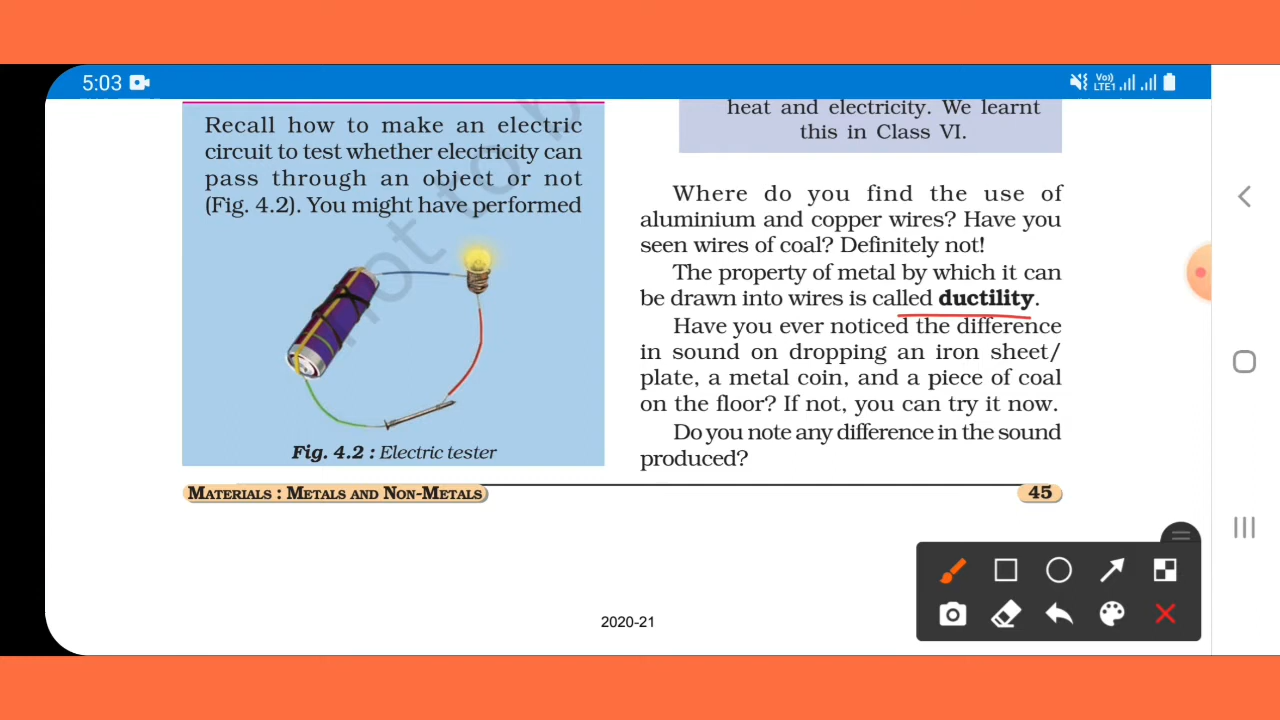 5:03
Vo)
LTE1
Recall how to make an electric
circuit to test whether electricity can
pass through an object or not
(Fig. 4.2). You might have performed
not to b
Fig. 4.2 : Electric tester
heat and electricity. We learnt
this in Class VI.
Where do you find the use of
aluminium and copper wires? Have you
seen wires of coal? Definitely not!
The property of metal by which it can
be drawn into wires is called ductility.
Have you ever noticed the difference
in sound on dropping an iron sheet/
plate, a metal coin, and a piece of coal
on the floor? If not, you can try it now.
Do you note any difference in the sound
produced?
MATERIALS : METALS AND NON-METALS
45
2020-21